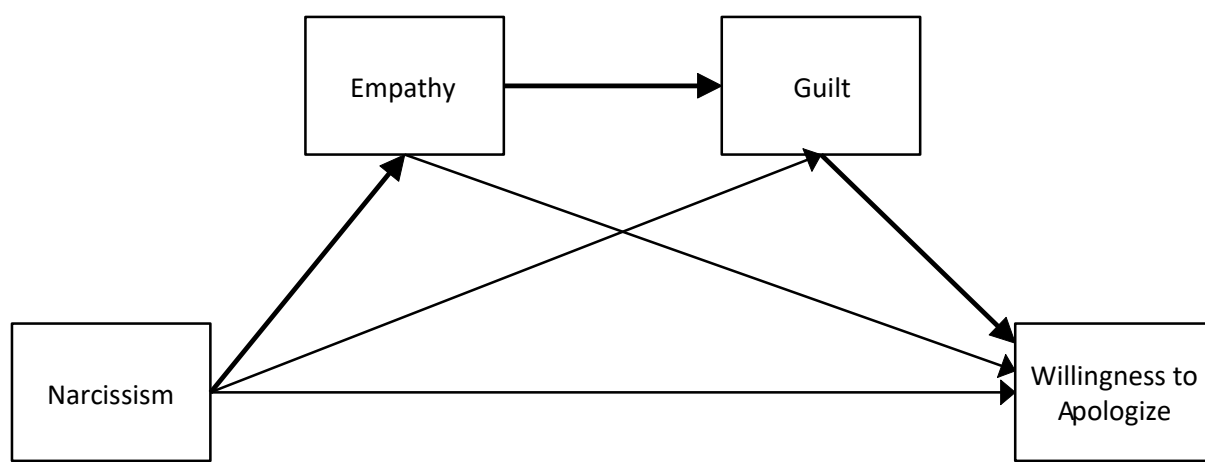 Empathy
Guilt
Narcissism
Willingness to
Apologize